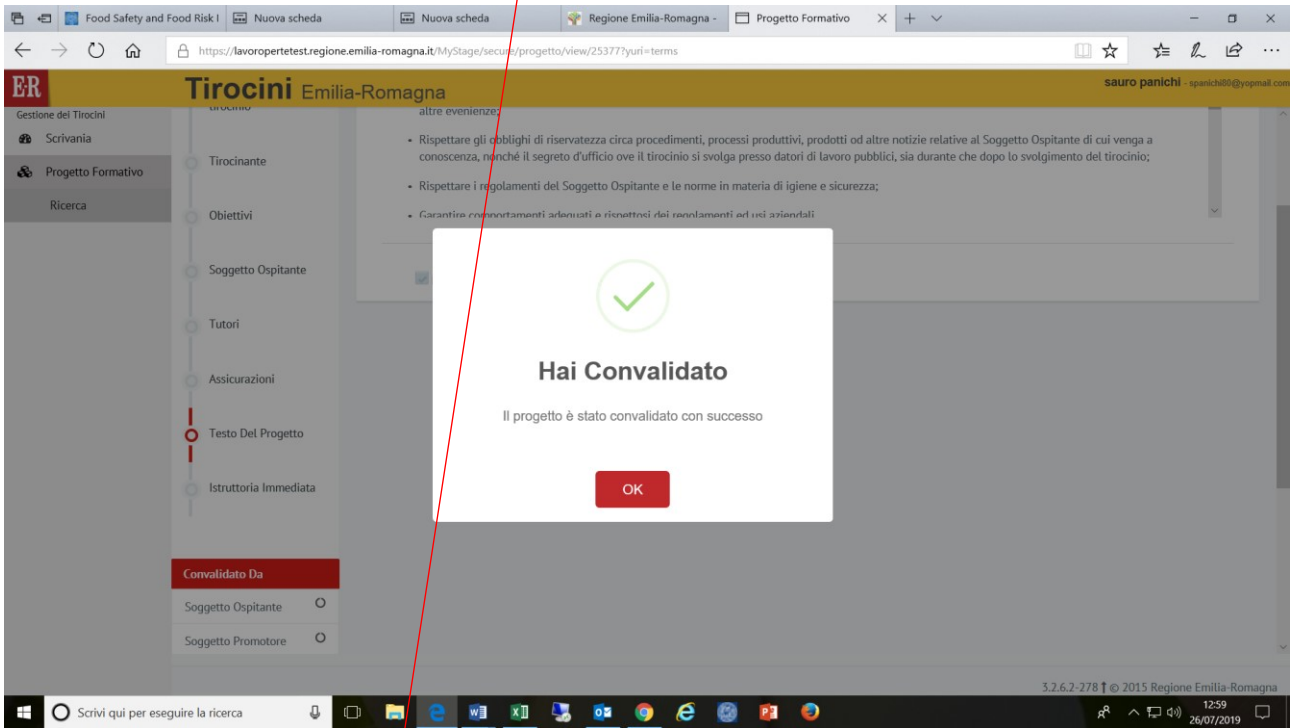 Food Safety and Food Risk I
Nuova scheda
Nuova scheda
Regione Emilia-Romagna -
Progetto Formativo
https://lavoropertetest.regione.emilia-romagna.it/MyStage/secure/progetto/view/25377?yuri=terms
E·R
Tirocini Emilia-Romagna
sauro panichi - spanichi80@yopmail.com
Gestione dei Tirocini
Scrivania
Progetto Formativo
Ricerca
tirocinio
Tirocinante
Obiettivi
Soggetto Ospitante
Tutori
Assicurazioni
Testo Del Progetto
Istruttoria Immediata
Convalidato Da
Soggetto Ospitante
Soggetto Promotore
altre evenienze;
• Rispettare gli obblighi di riservatezza circa procedimenti, processi produttivi, prodotti od altre notizie relative al Soggetto Ospitante di cui venga a
conoscenza, nonché il segreto d'ufficio ove il tirocinio si svolga presso datori di lavoro pubblici, sia durante che dopo lo svolgimento del tirocinio;
• Rispettare i regolamenti del Soggetto Ospitante e le norme in materia di igiene e sicurezza;
• Garantire comportamenti adeguati e rispettosi dei regolamenti ed usi aziendali
Hai Convalidato
Il progetto è stato convalidato con successo
OK
3.2.6.2-278 © 2015 Regione Emilia-Romagna
Scrivi qui per eseguire la ricerca
12:59
26/07/2019